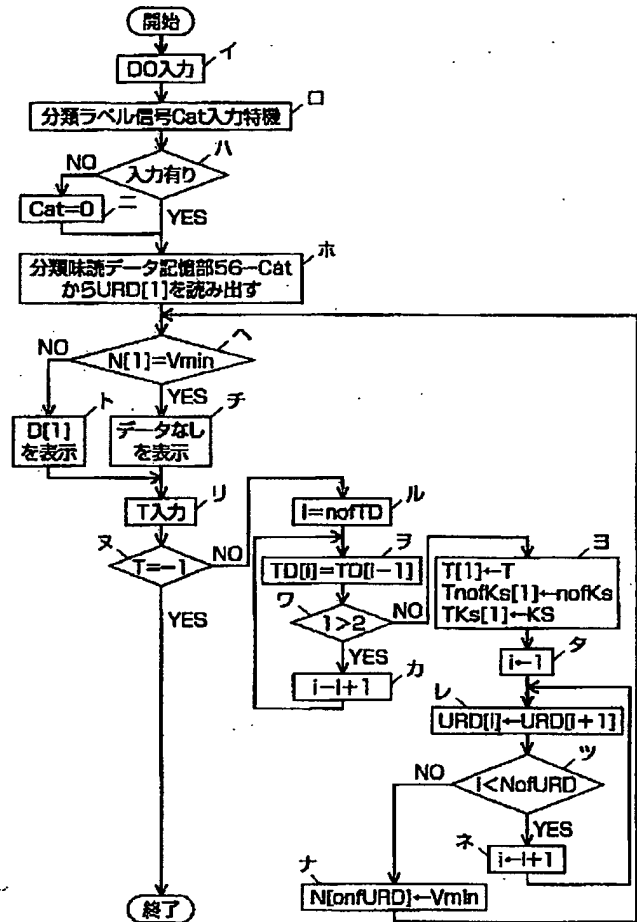 開始
イ
DO入力
ロ
分類ラベル信号Cat入力特機
ハ
NO
入力有り
ニ
Cat=0
YES
ホ
分類味読データ記憶部56-Cat
からURD[1]を読み出す
ヘ
NO
N[1]=Vmin
YES
ト
チ
D[1]
を表示
データなし
を表示
リ
T入力
ヌ
T=-1
NO
YES
ル
i=nofTD
ヲ
TD[i]=TD[i-1]
ワ
1>2
NO
YES
カ
i-I+1
ヨ
T[1]←T
TnofKs[1]←nofKs
TKs[1]←KS
タ
i←1
レ
URD[i]←URD[i+1]
ツ
NO
i<NofURD
YES
ネ
i←I+1
ナ
N[onfURD]←Vmin
終了